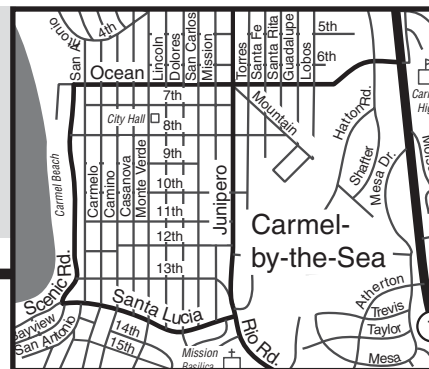 4th
5th
6th
Ocean
Lincoln
Dolores
San Carlos
Mission
Torres
Santa Fe
Santa Rita
Guadalupe
Lobos
7th
City Hall
8th
Mountain
Hatton Rd.
Shafter
Mesa Dr.
9th
10th
11th
12th
13th
Carmel Beach
Carmelo
Camino
Casanova
Monte Verde
Junipero
Carmel-
by-the-Sea
Scenic Rd.
Santa Lucia
San Antonio
14th
15th
Rio Rd.
Mission
Basilica
Atherton
Trevis
Taylor
Mesa